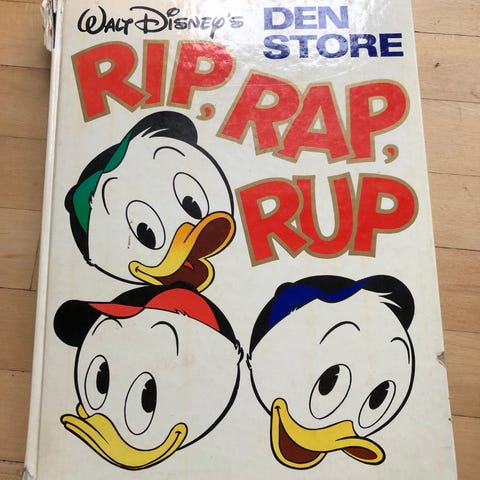 WALT DISNEY'S DEN
STORE
RIP, RAP,
RUP